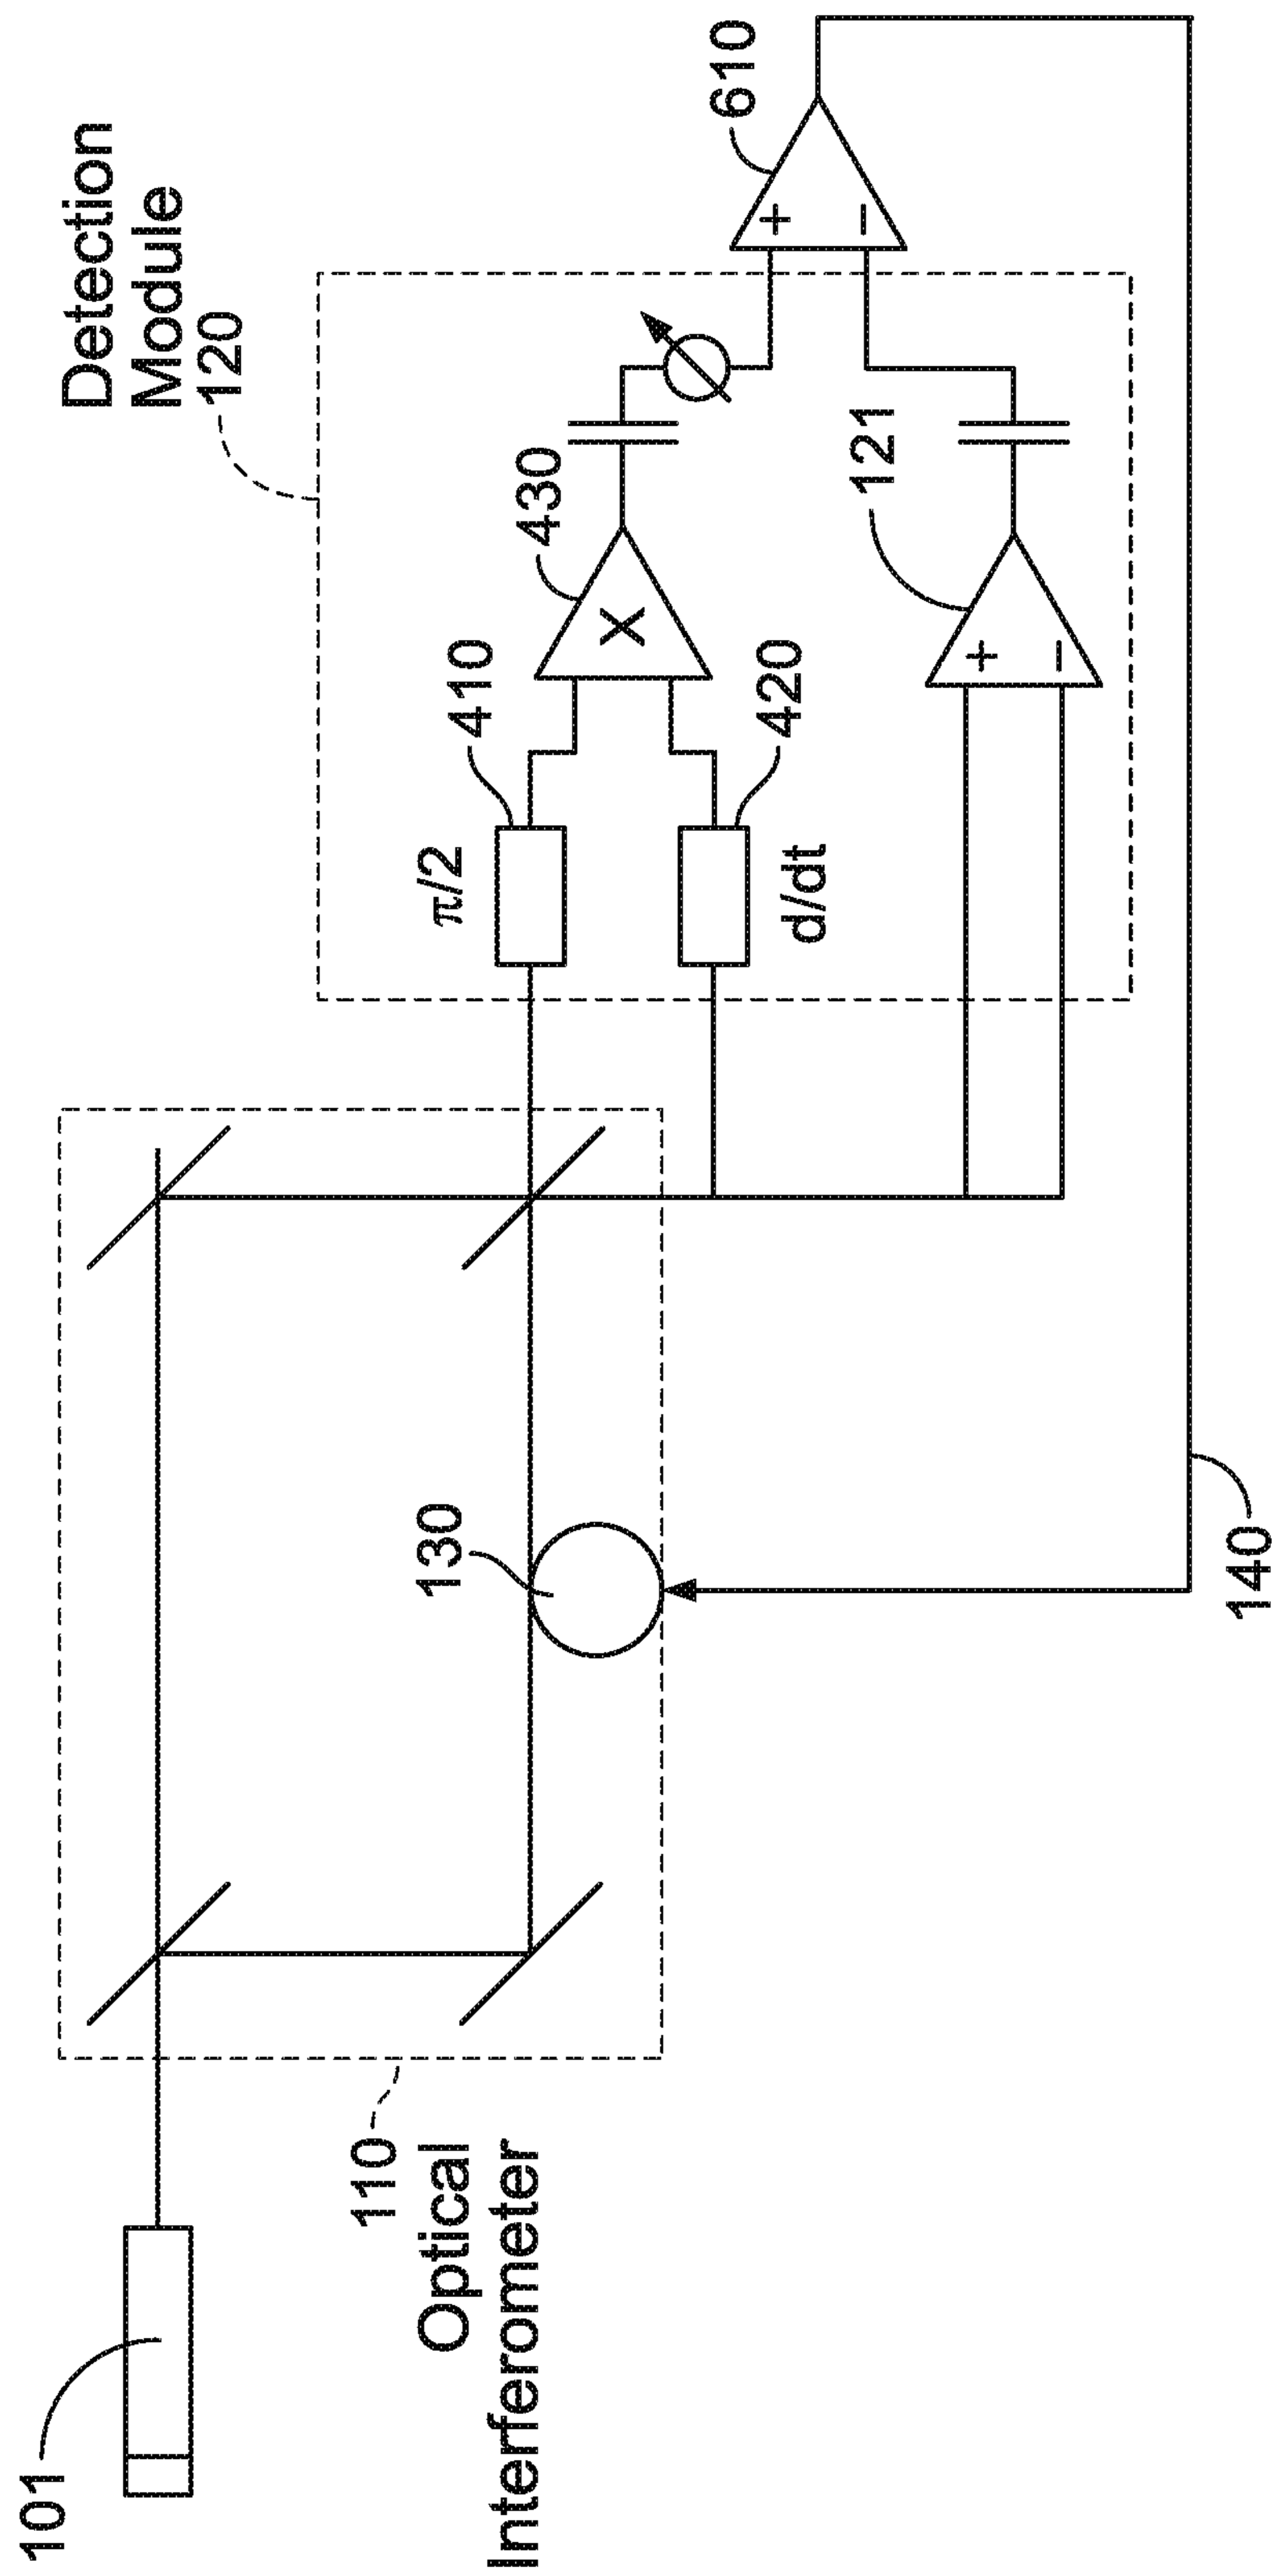 101
110
Optical
Interferometer
130
140
Detection
Module
120
π/2
410
420
d/dt
430
X
121
+
−
610
+
−